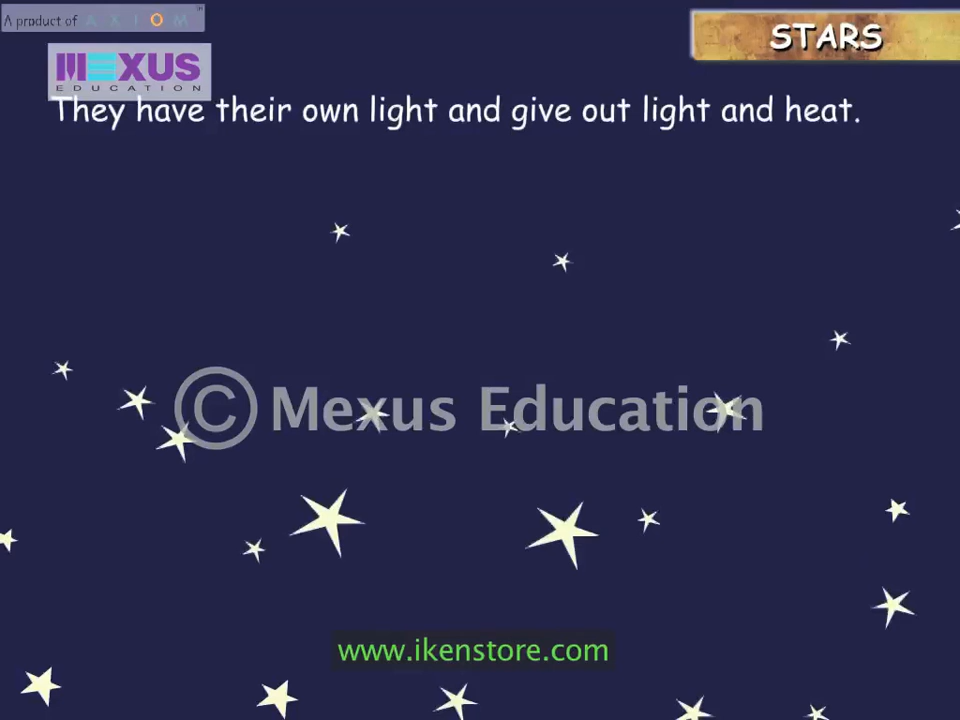 A product of AXIOM
STARS
MEXUS
EDUCATION
They have their own light and give out light and heat.
© Mexus Education
www.ikenstore.com